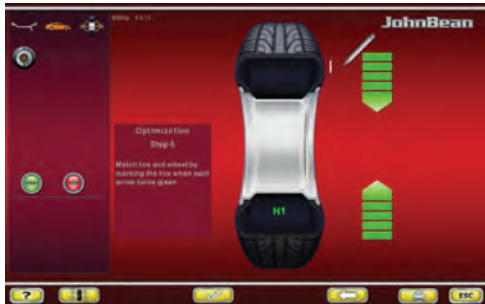 JohnBean
Optimization
Step 6
Match tire and wheel by
marking the tire when each
arrow turns green
H1
?
ESC